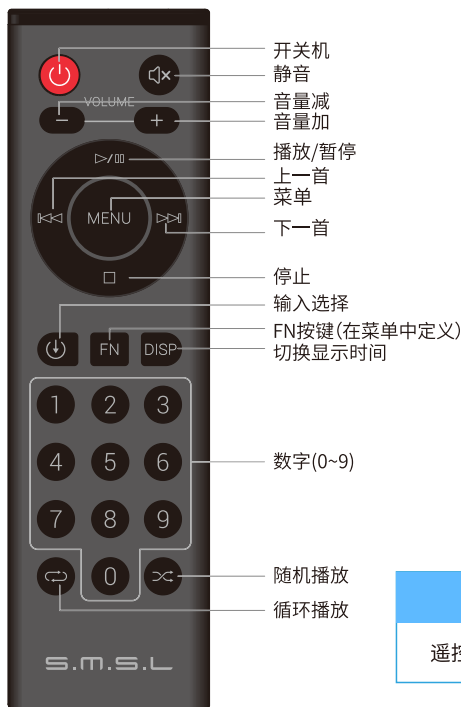 开关机
静音
VOLUME
音量减
音量加
播放/暂停
上一首
MENU
菜单
下一首
停止
输入选择
FN
DISP
FN按键(在菜单中定义)
切换显示时间
1 2 3
4 5 6
7 8 9
数字(0~9)
0
随机播放
循环播放
S.M.S.L
遥控